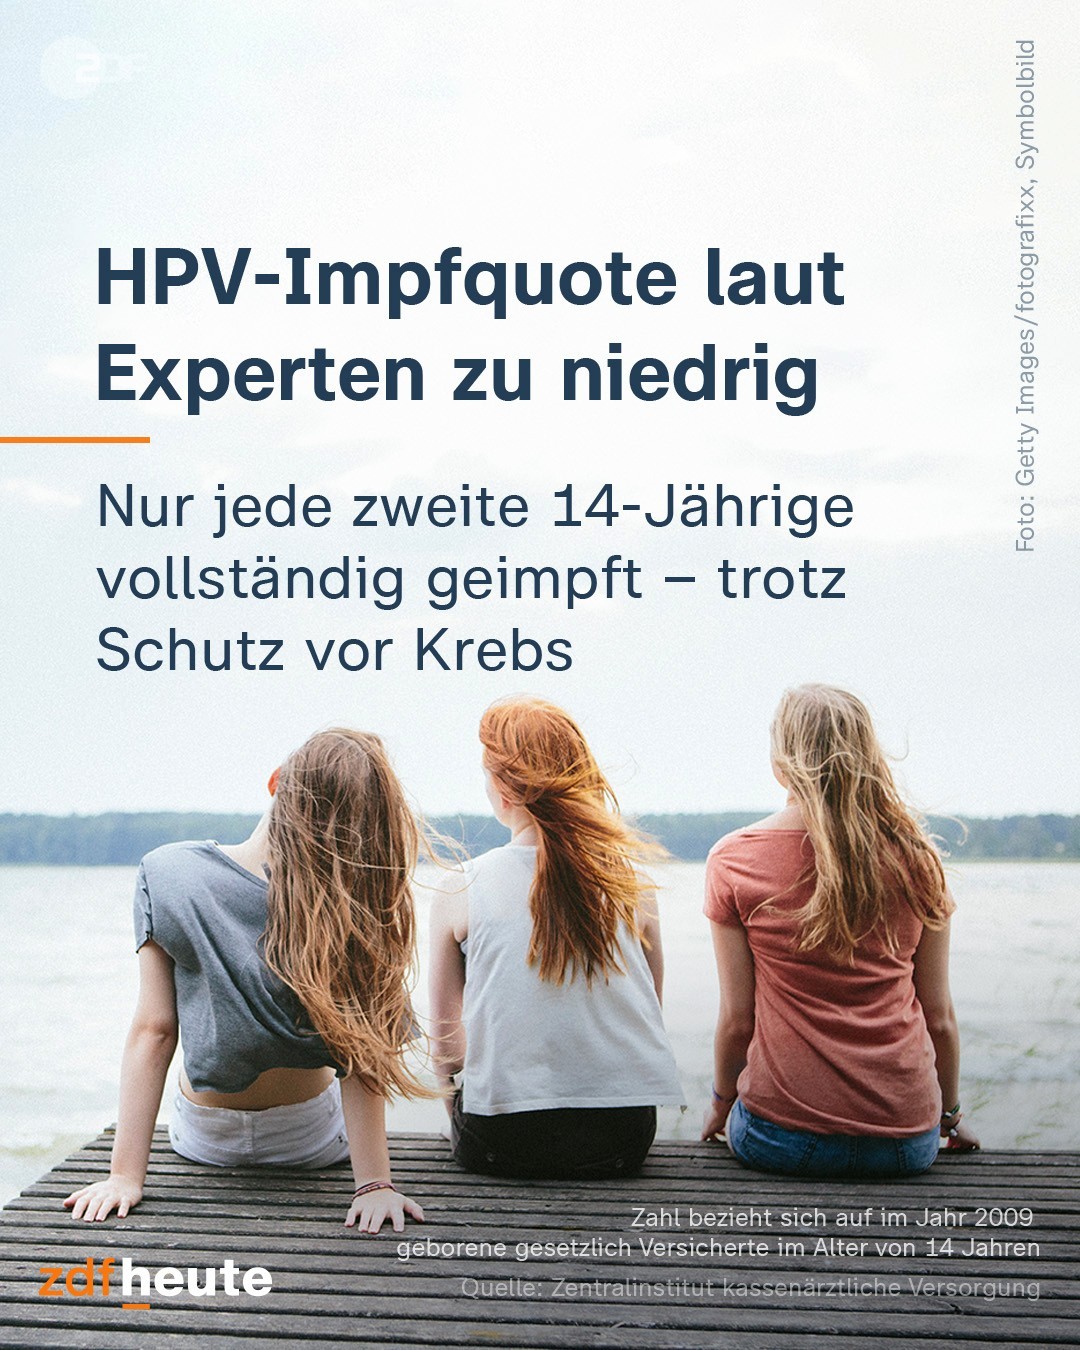 ZDF
Foto: Getty Images/fotografixx, Symbolbild
HPV-Impfquote laut
Experten zu niedrig
Nur jede zweite 14-Jährige
vollständig geimpft – trotz
Schutz vor Krebs
Zahl bezieht sich auf im Jahr 2009
geborene gesetzlich Versicherte im Alter von 14 Jahren
Quelle: Zentralinstitut kassenärztliche Versorgung
zdfheute